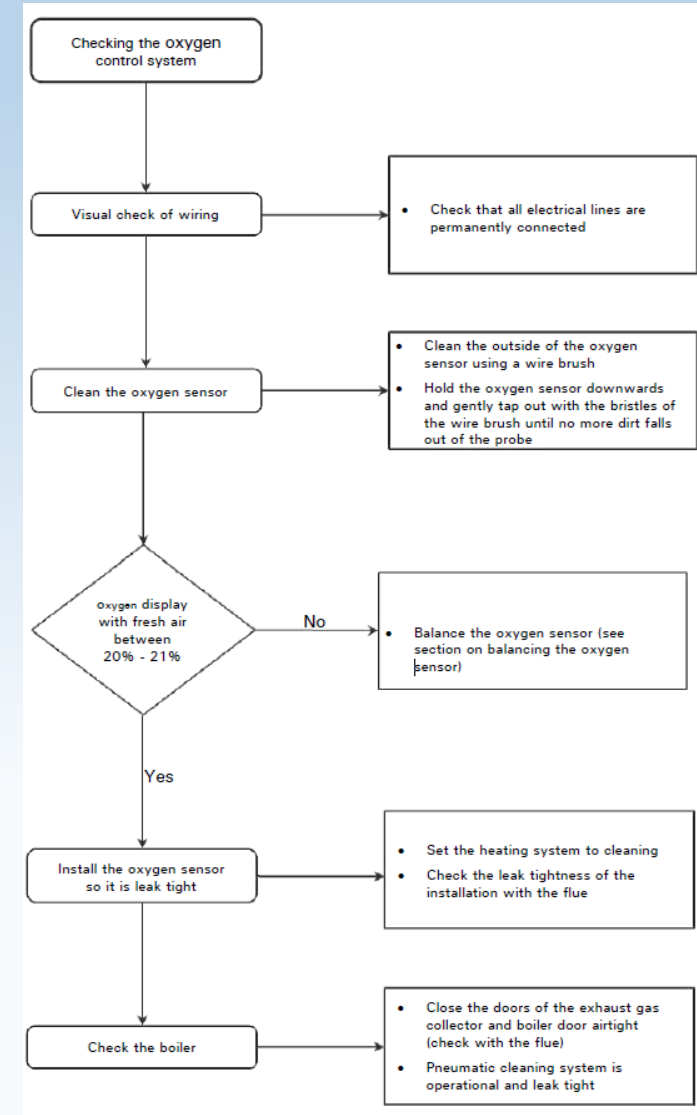 Checking the oxygen
control system
Visual check of wiring
• Check that all electrical lines are
permanently connected
Clean the oxygen sensor
• Clean the outside of the oxygen
sensor using a wire brush
• Hold the oxygen sensor downwards
and gently tap out with the bristles of
the wire brush until no more dirt falls
out of the probe
oxygen display
with fresh air
between
20% - 21%
No
• Balance the oxygen sensor (see
section on balancing the oxygen
sensor)
Yes
Install the oxygen sensor
so it is leak tight
• Set the heating system to cleaning
• Check the leak tightness of the
installation with the flue
Check the boiler
• Close the doors of the exhaust gas
collector and boiler door airtight
(check with the flue)
• Pneumatic cleaning system is
operational and leak tight